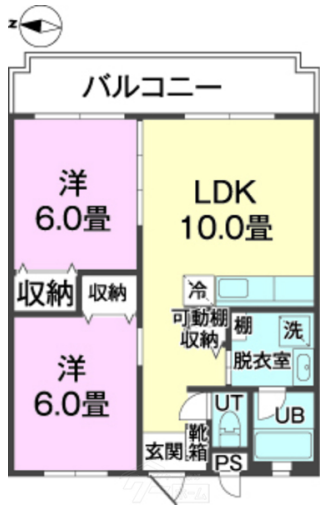 z
バルコニー
洋
6.0畳
LDK
10.0畳
収納
収納
冷
可動棚
収納
棚
洗
脱衣室
洋
6.0畳
UT
UB
玄関
靴箱
PS